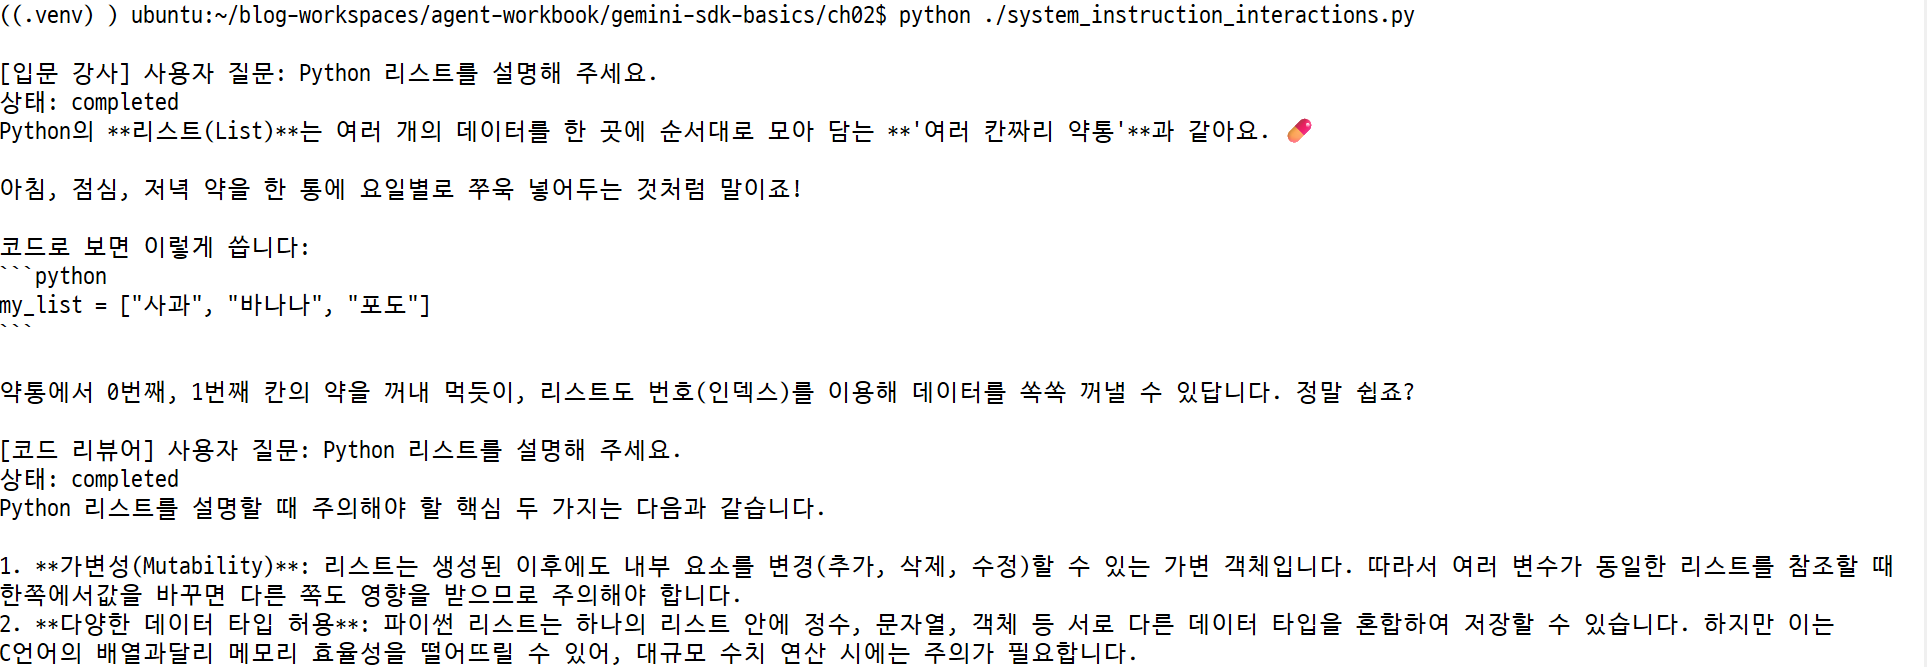 ((.venv) ) ubuntu:~/blog-workspaces/agent-workbook/gemini-sdk-basics/ch02$ python ./system_instruction_interactions.py
[입문 강사] 사용자 질문: Python 리스트를 설명해 주세요.
상태: completed
Python의 **리스트(List)**는 여러 개의 데이터를 한 곳에 순서대로 모아 담는 **'여러 칸짜리 약통'**과 같아요. 💊
아침, 점심, 저녁 약을 한 통에 요일별로 쭈욱 넣어두는 것처럼 말이죠!
코드로 보면 이렇게 씁니다:
```python
my_list = ["사과", "바나나", "포도"]
```
약통에서 0번째, 1번째 칸의 약을 꺼내 먹듯이, 리스트도 번호(인덱스)를 이용해 데이터를 쏙쏙 꺼낼 수 있답니다. 정말 쉽죠?
[코드 리뷰어] 사용자 질문: Python 리스트를 설명해 주세요.
상태: completed
Python 리스트를 설명할 때 주의해야 할 핵심 두 가지는 다음과 같습니다.
1. **가변성(Mutability)**: 리스트는 생성된 이후에도 내부 요소를 변경(추가, 삭제, 수정)할 수 있는 가변 객체입니다. 따라서 여러 변수가 동일한 리스트를 참조할 때
한쪽에서값을 바꾸면 다른 쪽도 영향을 받으므로 주의해야 합니다.
2. **다양한 데이터 타입 허용**: 파이썬 리스트는 하나의 리스트 안에 정수, 문자열, 객체 등 서로 다른 데이터 타입을 혼합하여 저장할 수 있습니다. 하지만 이는
C언어의 배열과달리 메모리 효율성을 떨어뜨릴 수 있어, 대규모 수치 연산 시에는 주의가 필요합니다.